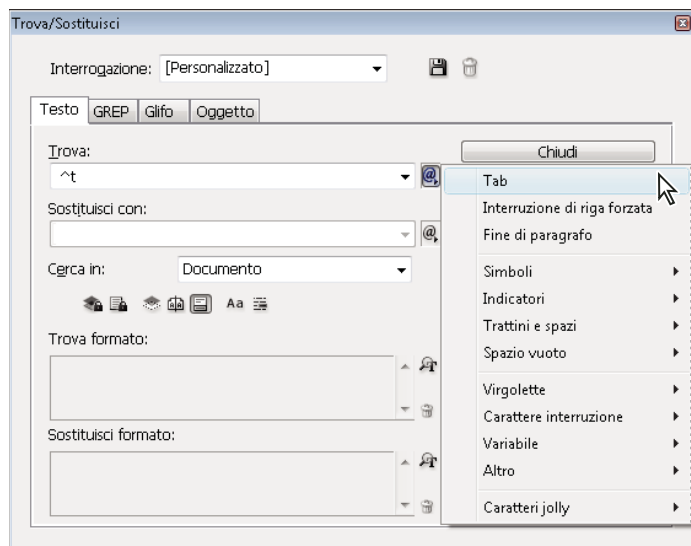 Trova/Sostituisci
Interrogazione: [Personalizzato]
Testo GREP Glifo Oggetto
Trova:
Chiudi
^t
@
Tab
Sostituisci con:
Interruzione di riga forzata
@
Fine di paragrafo
Cerca in: Documento
Simboli
Indicatori
Aa
Trattini e spazi
Trova formato:
Spazio vuoto
Virgolette
Carattere interruzione
Sostituisci formato:
Variabile
Altro
Caratteri jolly